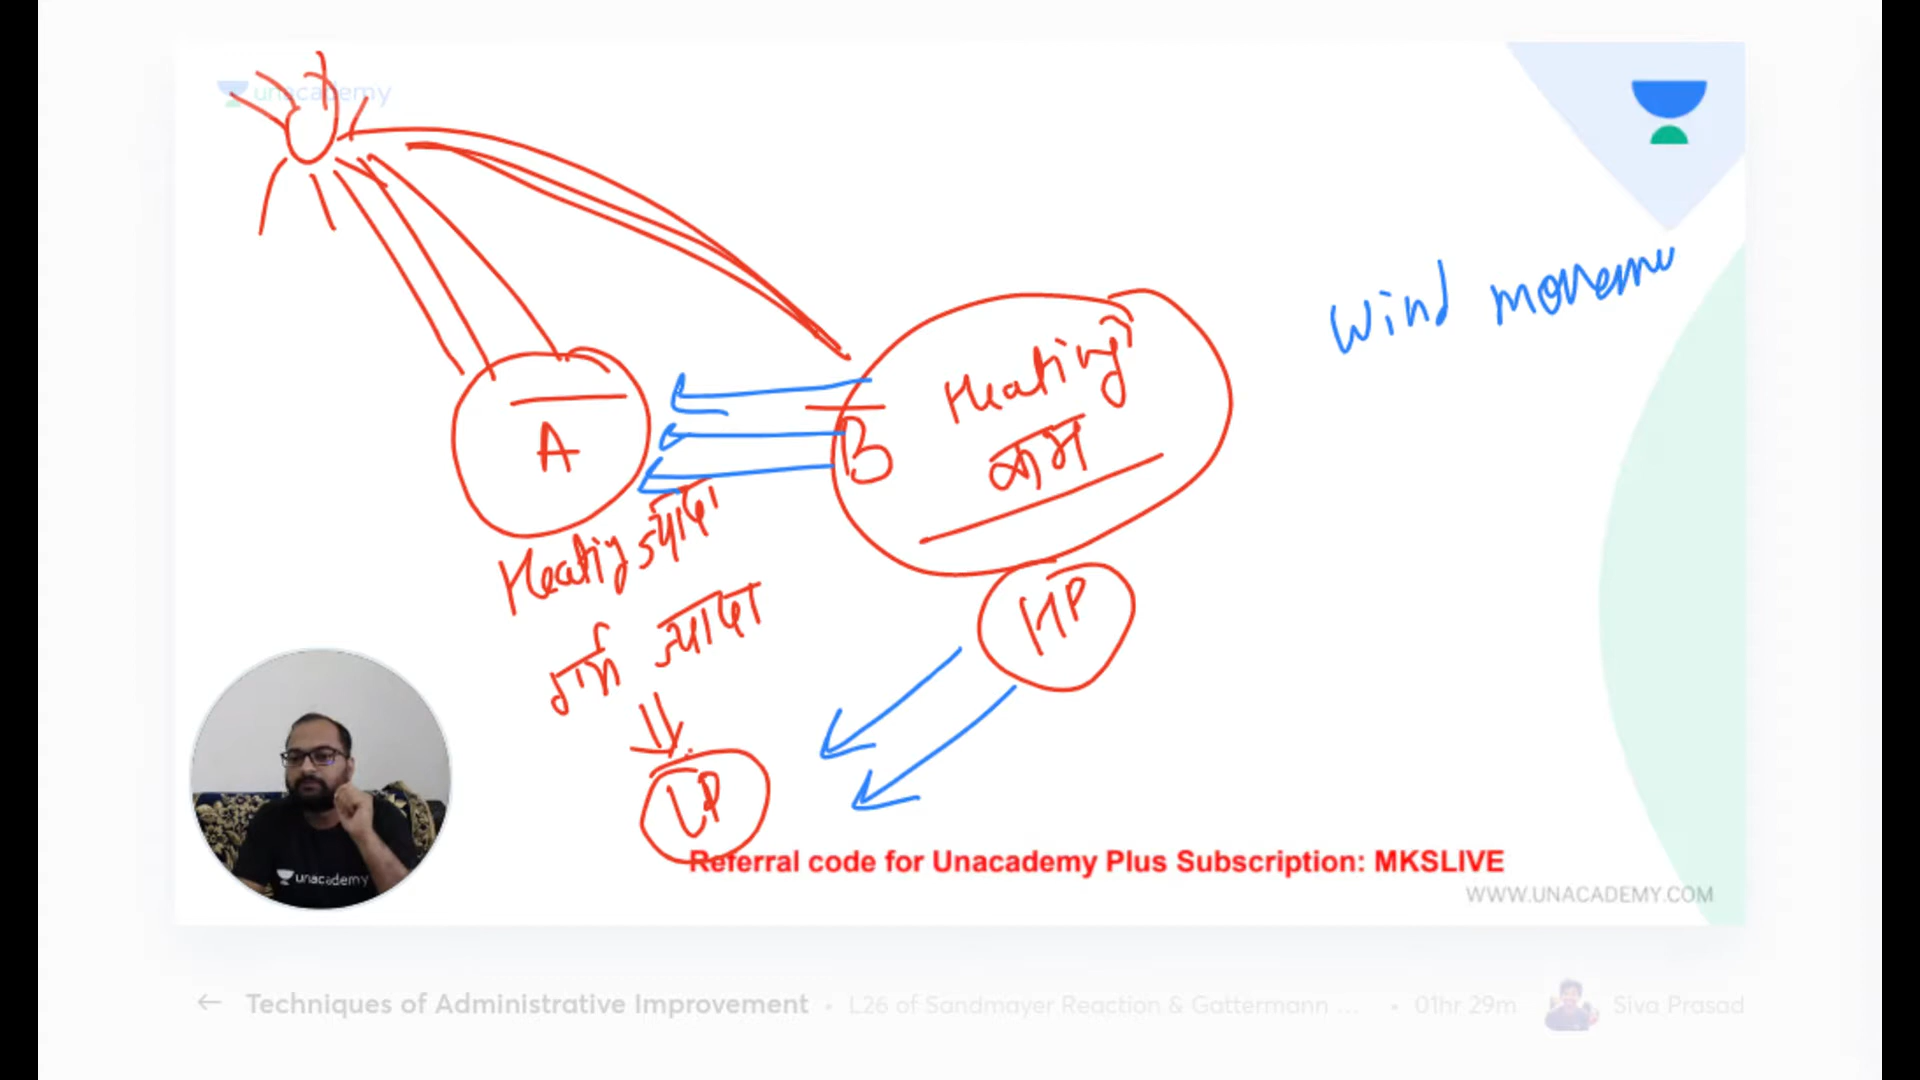 unacademy
Wind moveme
Heating
कम
A
B
Heating ज्यादा
गर्म ज्यादा
HP
LP
unacademy
Referral code for Unacademy Plus Subscription: MKSLIVE
WWW.UNACADEMY.COM
← Techniques of Administrative Improvement • L26 of Sandmayer Reaction & Gattermann ... • 01hr 29m Siva Prasad